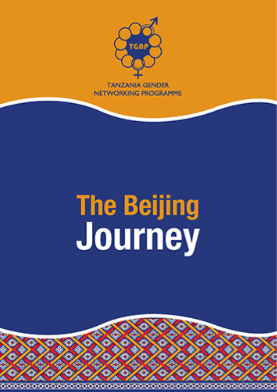 TGNP
TANZANIA GENDER
NETWORKING PROGRAMME
The Beijing
Journey